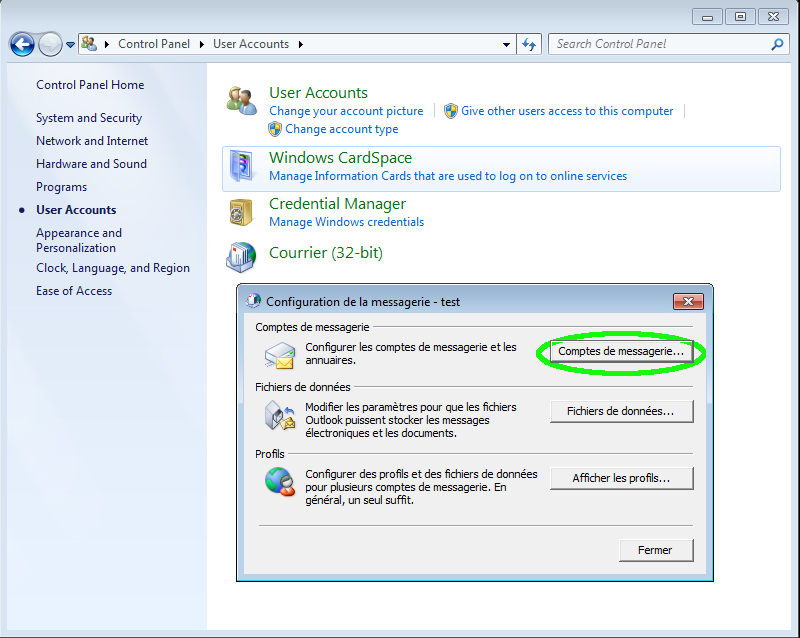 Control Panel User Accounts
Search Control Panel
Control Panel Home
System and Security
Network and Internet
Hardware and Sound
Programs
User Accounts
Appearance and
Personalization
Clock, Language, and Region
Ease of Access
User Accounts
Change your account picture
Give other users access to this computer
Change account type
Windows CardSpace
Manage Information Cards that are used to log on to online services
Credential Manager
Manage Windows credentials
Courrier (32-bit)
Configuration de la messagerie - test
Comptes de messagerie
Configurer les comptes de messagerie et les
annuaires.
Comptes de messagerie...
Fichiers de données
Modifier les paramètres pour que les fichiers
Outlook puissent stocker les messages
électroniques et les documents.
Fichiers de données...
Profils
Configurer des profils et des fichiers de données
pour plusieurs comptes de messagerie. En
général, un seul suffit.
Afficher les profils...
Fermer